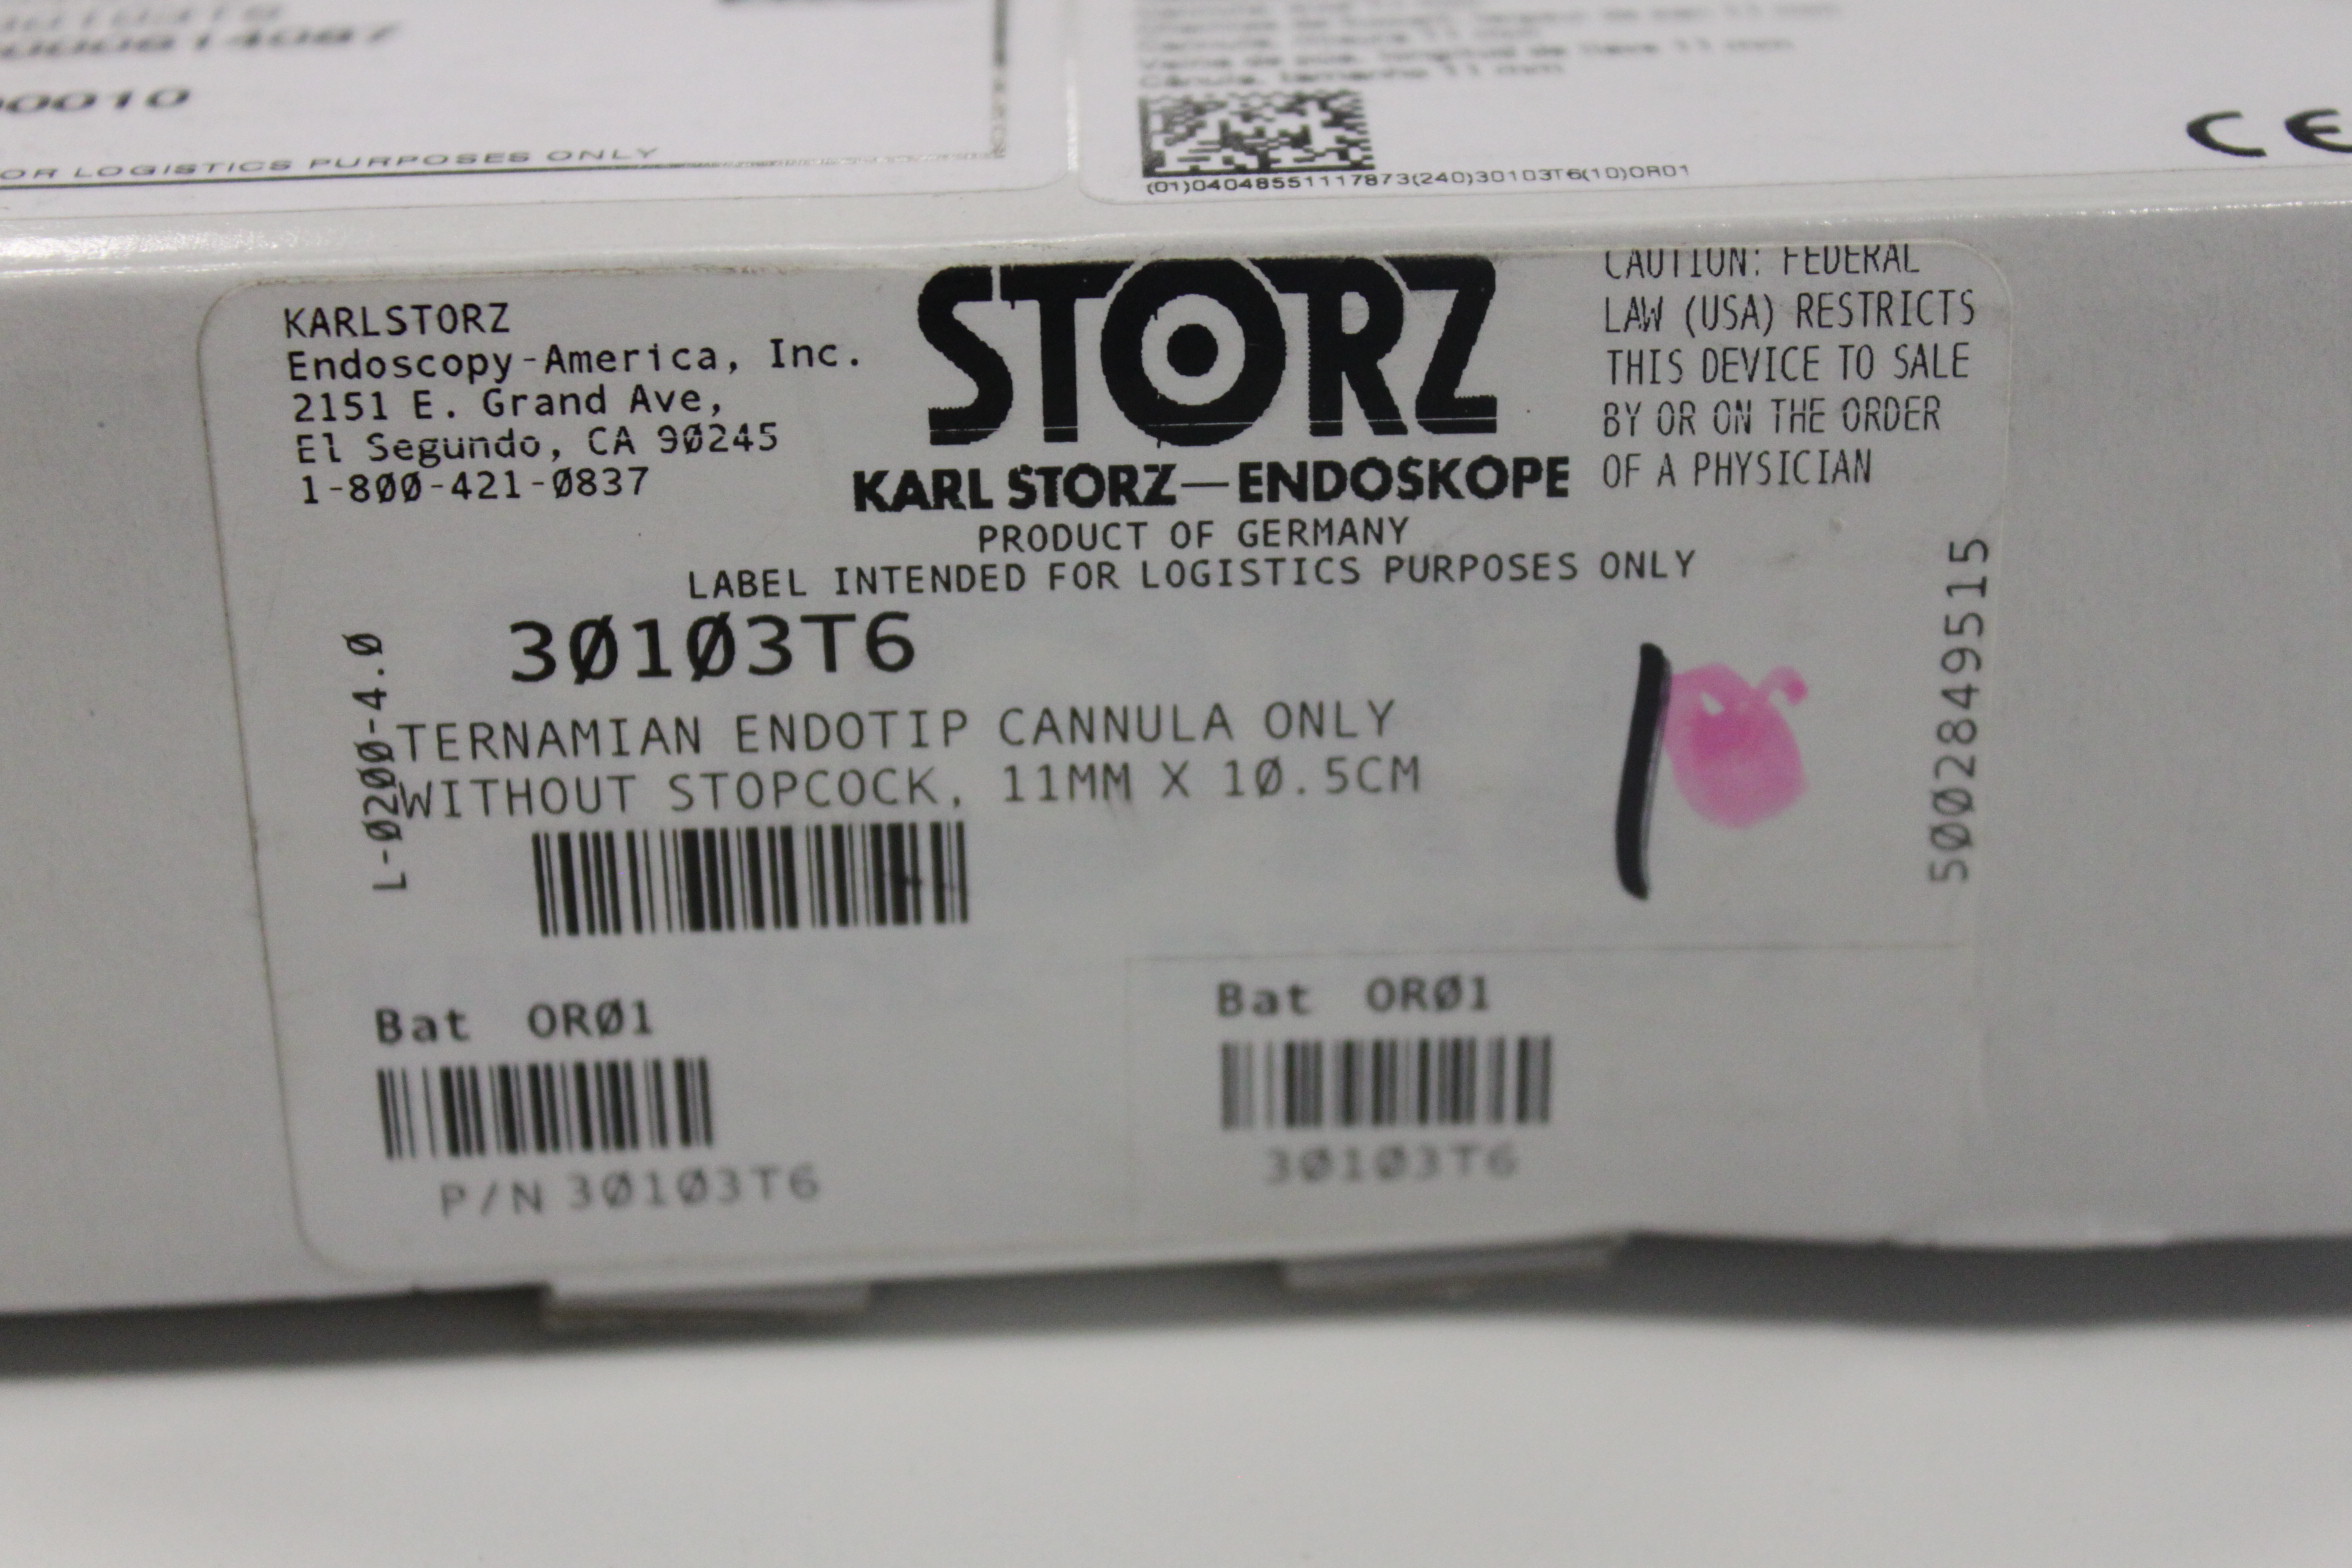 00010
OR LOGISTICS PURPOSES ONLY
(01)04048551117873(240)30103T6(10)OR01
CE
KARLSTORZ
Endoscopy-America, Inc.
2151 E. Grand Ave,
El Segundo, CA 90245
1-800-421-0837
STORZ
KARL STORZ—ENDOSKOPE
PRODUCT OF GERMANY
LABEL INTENDED FOR LOGISTICS PURPOSES ONLY
CAUTION: FEDERAL
LAW (USA) RESTRICTS
THIS DEVICE TO SALE
BY OR ON THE ORDER
OF A PHYSICIAN
30103T6
L-0200-4.0
TERNAMIAN ENDOTIP CANNULA ONLY
WITHOUT STOPCOCK, 11MM X 10.5CM
1
5002849515
Bat OR01
P/N 30103T6
Bat OR01
30103T6